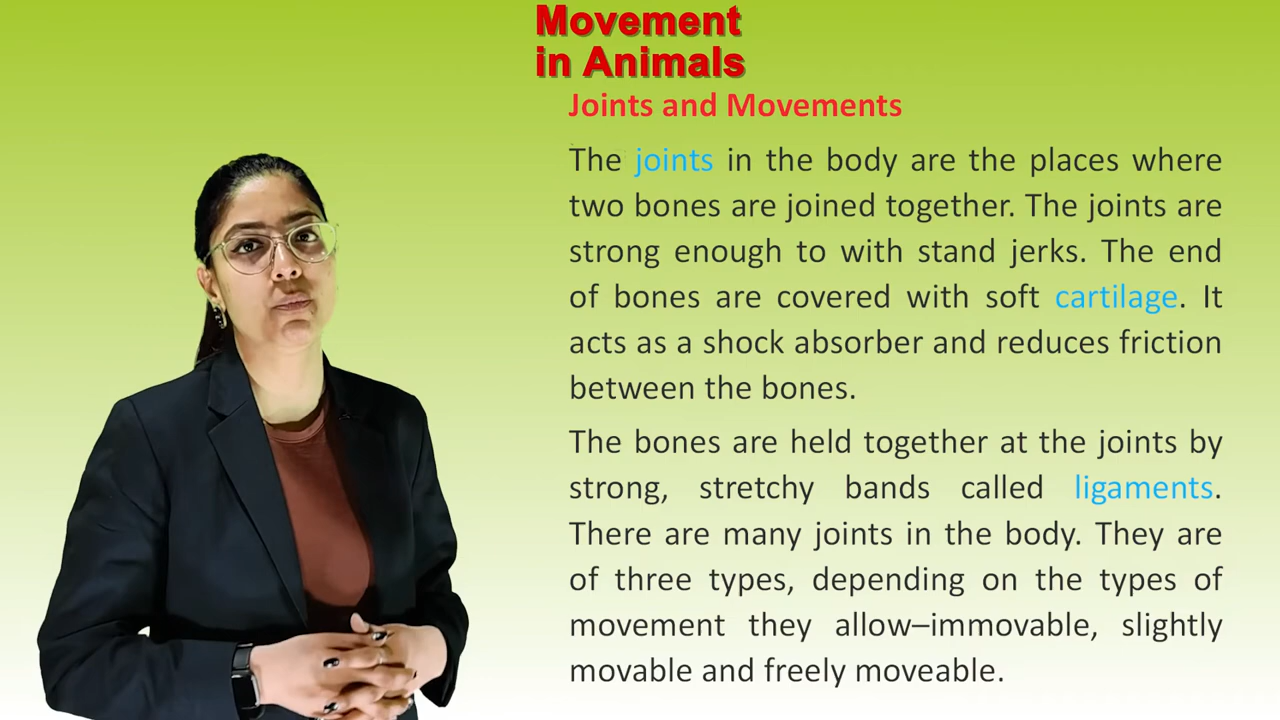 Movement
in Animals
Joints and Movements
The joints in the body are the places where
two bones are joined together. The joints are
strong enough to with stand jerks. The end
of bones are covered with soft cartilage. It
acts as a shock absorber and reduces friction
between the bones.
The bones are held together at the joints by
strong, stretchy bands called ligaments.
There are many joints in the body. They are
of three types, depending on the types of
movement they allow–immovable, slightly
movable and freely moveable.